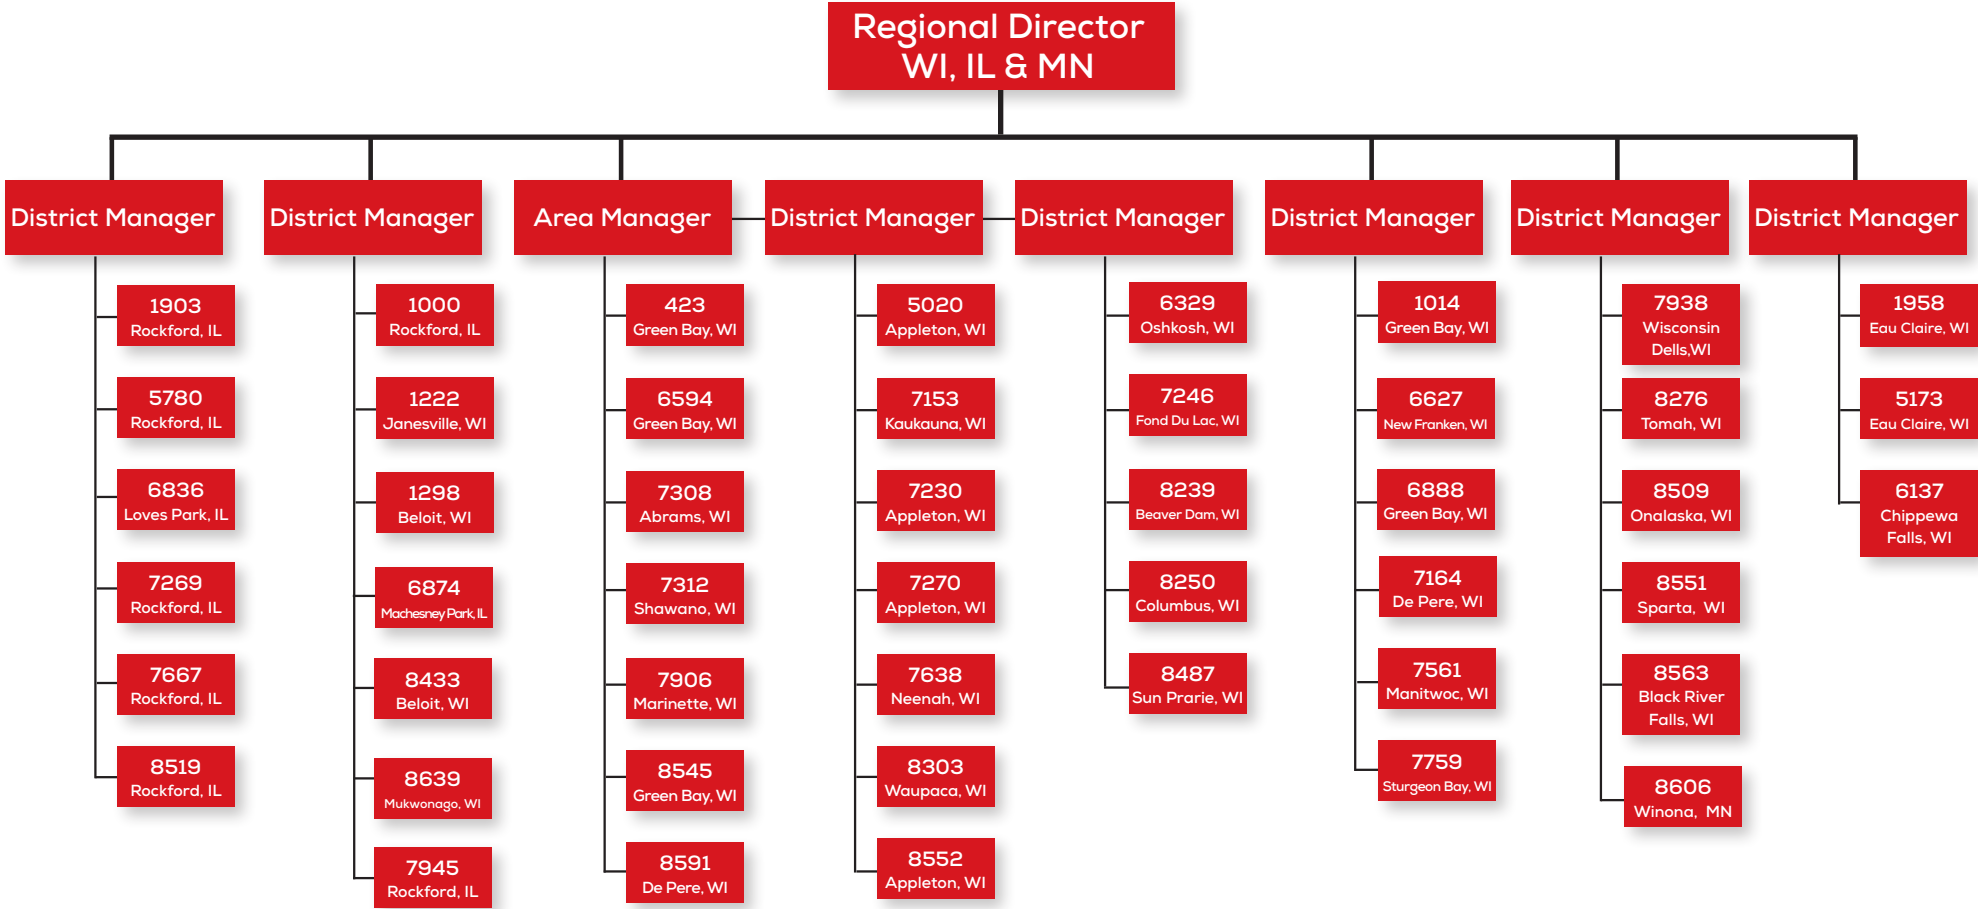 Regional Director
WI, IL & MN
District Manager
1903
Rockford, IL
5780
Rockford, IL
6836
Loves Park, IL
7269
Rockford, IL
7667
Rockford, IL
8519
Rockford, IL
District Manager
1000
Rockford, IL
1222
Janesville, WI
1298
Beloit, WI
6874
Machesney Park, IL
8433
Beloit, WI
8639
Mukwonago, WI
7945
Rockford, IL
Area Manager
423
Green Bay, WI
6594
Green Bay, WI
7308
Abrams, WI
7312
Shawano, WI
7906
Marinette, WI
8545
Green Bay, WI
8591
De Pere, WI
District Manager
5020
Appleton, WI
7153
Kaukauna, WI
7230
Appleton, WI
7270
Appleton, WI
7638
Neenah, WI
8303
Waupaca, WI
8552
Appleton, WI
District Manager
6329
Oshkosh, WI
7246
Fond Du Lac, WI
8239
Beaver Dam, WI
8250
Columbus, WI
8487
Sun Prarie, WI
District Manager
1014
Green Bay, WI
6627
New Franken, WI
6888
Green Bay, WI
7164
De Pere, WI
7561
Manitwoc, WI
7759
Sturgeon Bay, WI
District Manager
7938
Wisconsin
Dells,WI
8276
Tomah, WI
8509
Onalaska, WI
8551
Sparta, WI
8563
Black River
Falls, WI
8606
Winona, MN
District Manager
1958
Eau Claire, WI
5173
Eau Claire, WI
6137
Chippewa
Falls, WI